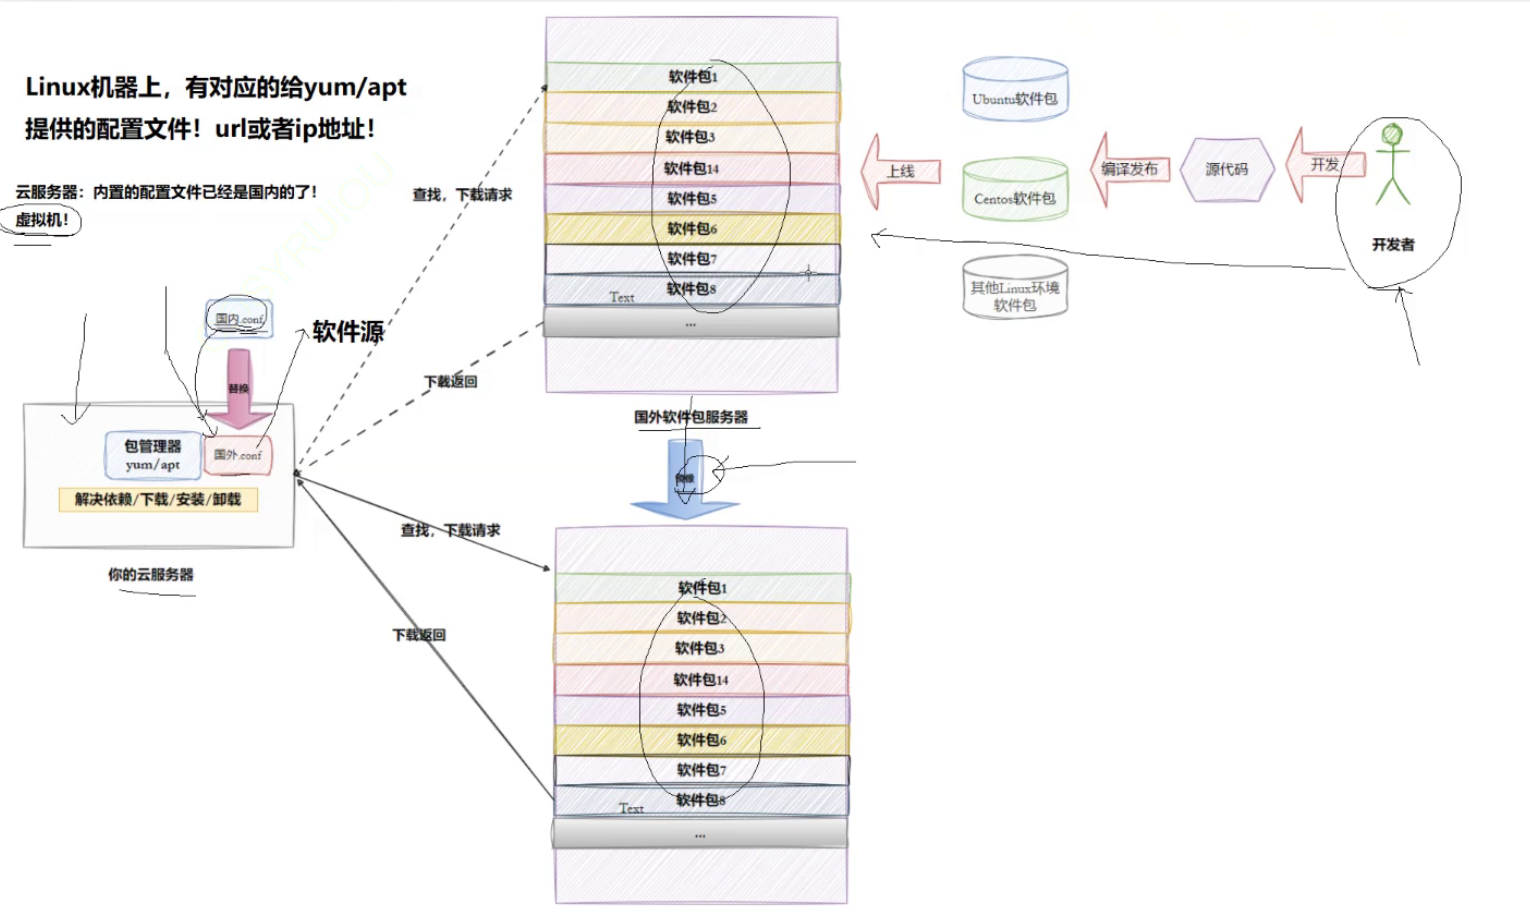 Linux机器上，有对应的给yum/apt
提供的配置文件！url或者ip地址！
云服务器：内置的配置文件已经是国内的了！
虚拟机！
国内.conf
软件源
替换
包管理器
yum/apt
国外.conf
解决依赖/下载/安装/卸载
你的云服务器
查找，下载请求
下载返回
查找，下载请求
下载返回
软件包1
软件包2
软件包3
软件包14
软件包5
软件包6
软件包7
软件包8
Text
...
国外软件包服务器
镜像
软件包1
软件包2
软件包3
软件包14
软件包5
软件包6
软件包7
软件包8
Text
...
上线
Ubuntu软件包
Centos软件包
其他Linux环境
软件包
编译发布
源代码
开发
开发者